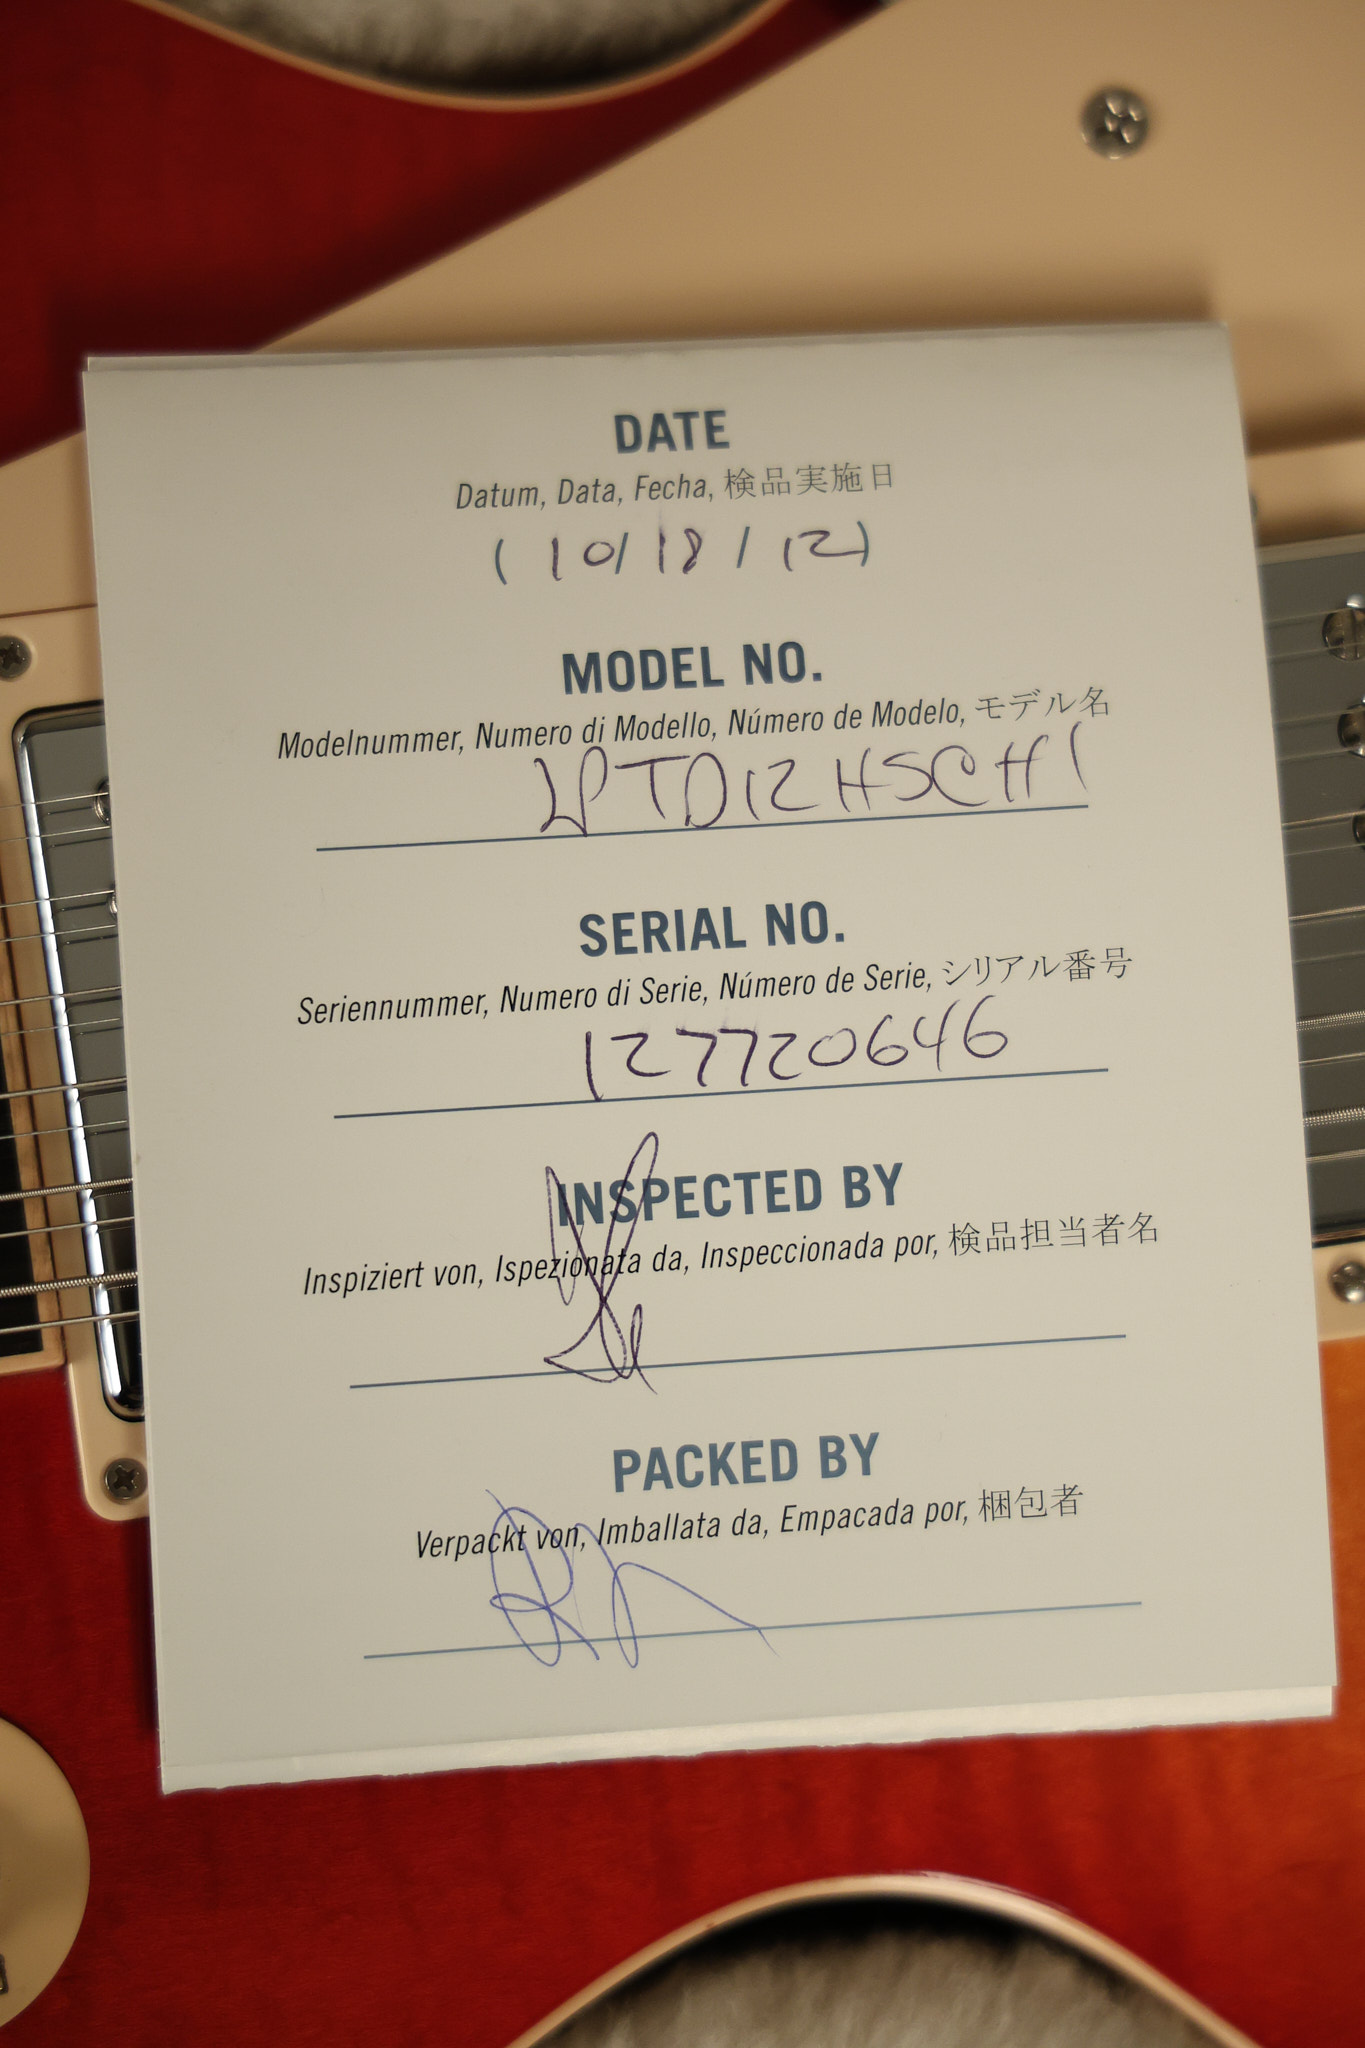 DATE
Datum, Data, Fecha, 検品実施日
( 10/ 18 / 12)
MODEL NO.
Modelnummer, Numero di Modello, Número de Modelo, モデル名
LPTD12HSCH1
SERIAL NO.
Seriennummer, Numero di Serie, Número de Serie, シリアル番号
127720646
INSPECTED BY
Inspiziert von, Ispezionata da, Inspeccionada por, 検品担当者名
PACKED BY
Verpackt von, Imballata da, Empacada por, 梱包者